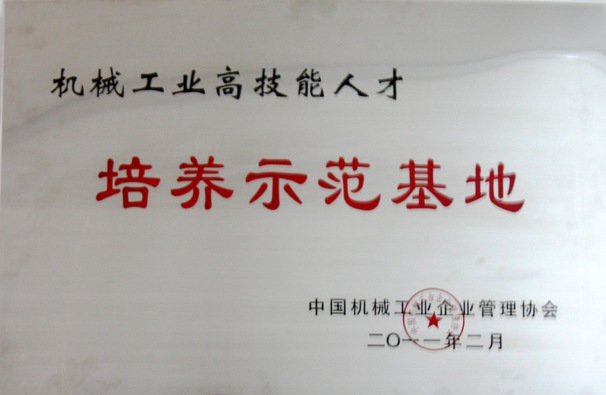 机械工业高技能人才
培养示范基地
中国机械工业企业管理协会
二〇一一年二月